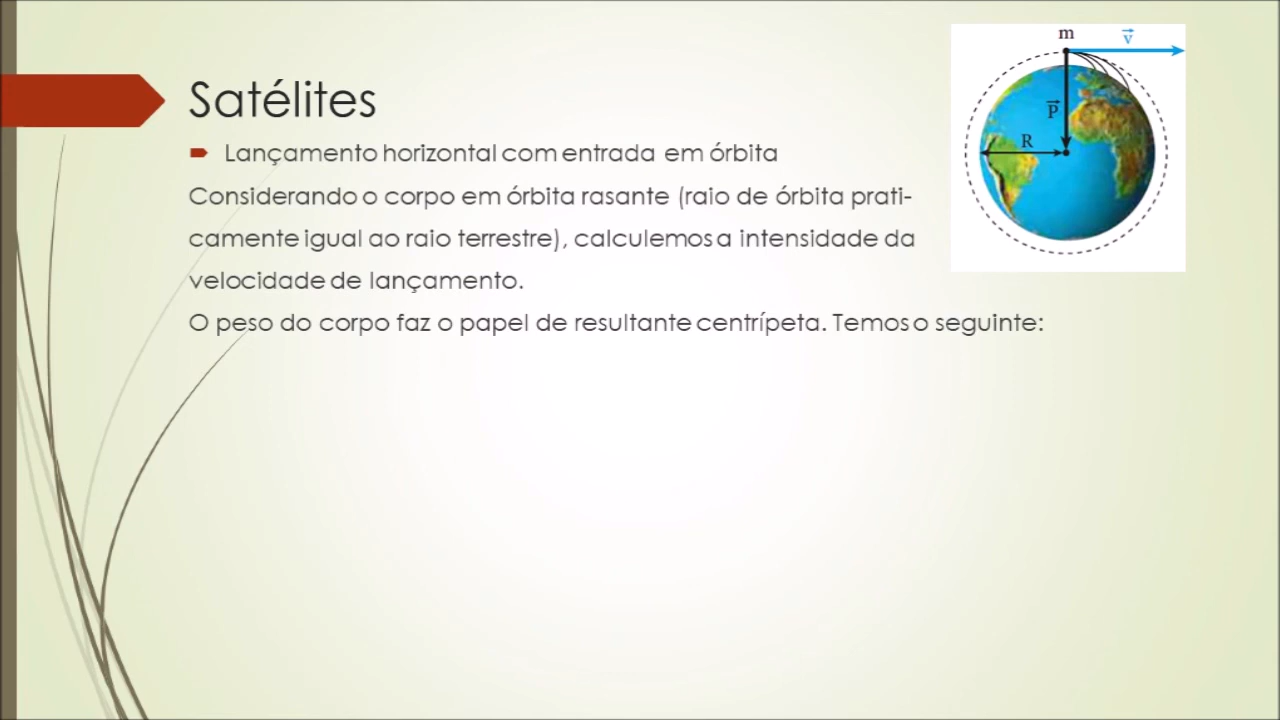 m
v
Satélites
P
Lançamento horizontal com entrada em órbita
R
Considerando o corpo em órbita rasante (raio de órbita prati-
camente igual ao raio terrestre), calculemos a intensidade da
velocidade de lançamento.
O peso do corpo faz o papel de resultante centrípeta. Temos o seguinte: